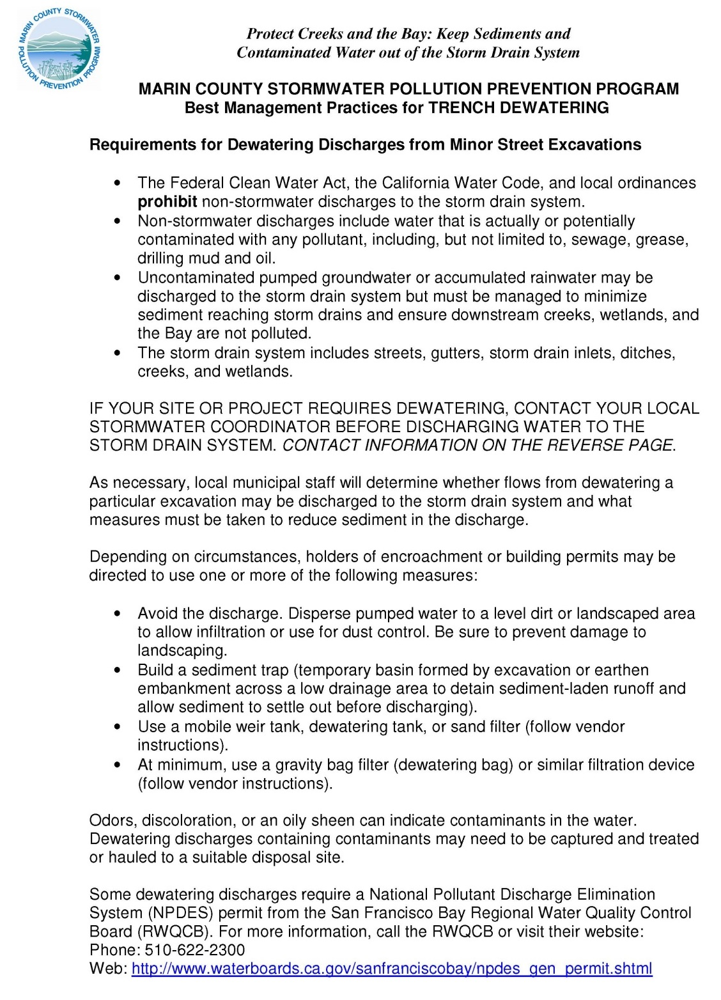 MARIN COUNTY STORMWATER
POLLUTION PREVENTION PROGRAM
Protect Creeks and the Bay: Keep Sediments and
Contaminated Water out of the Storm Drain System
MARIN COUNTY STORMWATER POLLUTION PREVENTION PROGRAM
Best Management Practices for TRENCH DEWATERING
Requirements for Dewatering Discharges from Minor Street Excavations
• The Federal Clean Water Act, the California Water Code, and local ordinances
prohibit non-stormwater discharges to the storm drain system.
• Non-stormwater discharges include water that is actually or potentially
contaminated with any pollutant, including, but not limited to, sewage, grease,
drilling mud and oil.
• Uncontaminated pumped groundwater or accumulated rainwater may be
discharged to the storm drain system but must be managed to minimize
sediment reaching storm drains and ensure downstream creeks, wetlands, and
the Bay are not polluted.
• The storm drain system includes streets, gutters, storm drain inlets, ditches,
creeks, and wetlands.
IF YOUR SITE OR PROJECT REQUIRES DEWATERING, CONTACT YOUR LOCAL
STORMWATER COORDINATOR BEFORE DISCHARGING WATER TO THE
STORM DRAIN SYSTEM. CONTACT INFORMATION ON THE REVERSE PAGE.
As necessary, local municipal staff will determine whether flows from dewatering a
particular excavation may be discharged to the storm drain system and what
measures must be taken to reduce sediment in the discharge.
Depending on circumstances, holders of encroachment or building permits may be
directed to use one or more of the following measures:
• Avoid the discharge. Disperse pumped water to a level dirt or landscaped area
to allow infiltration or use for dust control. Be sure to prevent damage to
landscaping.
• Build a sediment trap (temporary basin formed by excavation or earthen
embankment across a low drainage area to detain sediment-laden runoff and
allow sediment to settle out before discharging).
• Use a mobile weir tank, dewatering tank, or sand filter (follow vendor
instructions).
• At minimum, use a gravity bag filter (dewatering bag) or similar filtration device
(follow vendor instructions).
Odors, discoloration, or an oily sheen can indicate contaminants in the water.
Dewatering discharges containing contaminants may need to be captured and treated
or hauled to a suitable disposal site.
Some dewatering discharges require a National Pollutant Discharge Elimination
System (NPDES) permit from the San Francisco Bay Regional Water Quality Control
Board (RWQCB). For more information, call the RWQCB or visit their website:
Phone: 510-622-2300
Web: http://www.waterboards.ca.gov/sanfranciscobay/npdes_gen_permit.shtml